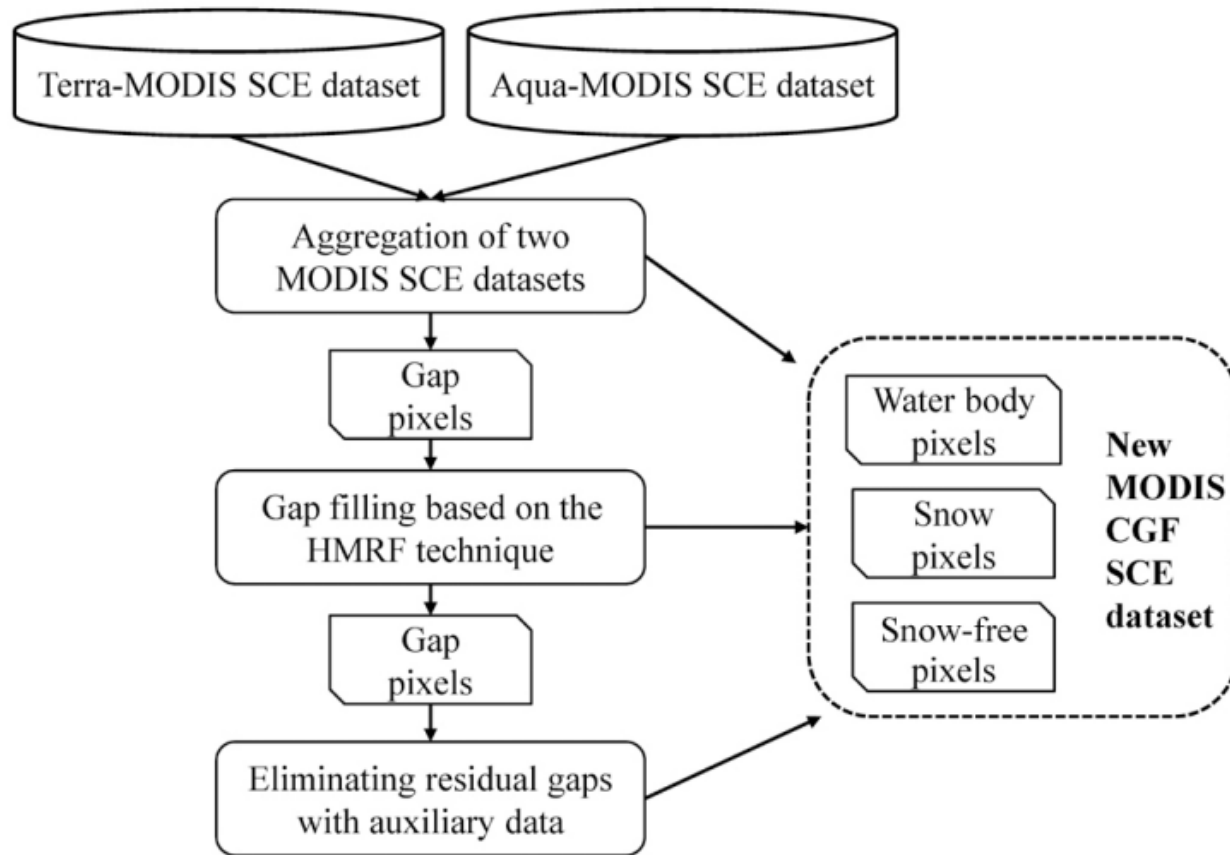 Terra-MODIS SCE dataset
Aqua-MODIS SCE dataset
Aggregation of two
MODIS SCE datasets
Gap
pixels
Gap filling based on the
HMRF technique
Gap
pixels
Eliminating residual gaps
with auxiliary data
Water body
pixels
Snow
pixels
Snow-free
pixels
New
MODIS
CGF
SCE
dataset